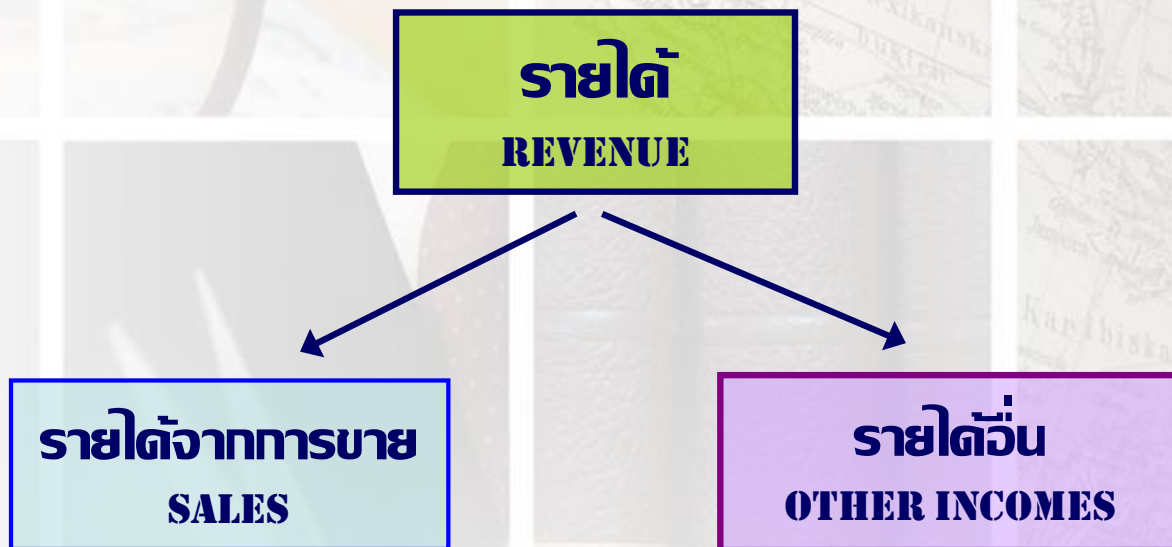 รายได้
REVENUE
รายได้จากการขาย
SALES
รายได้อื่น
OTHER INCOMES
Karibiska